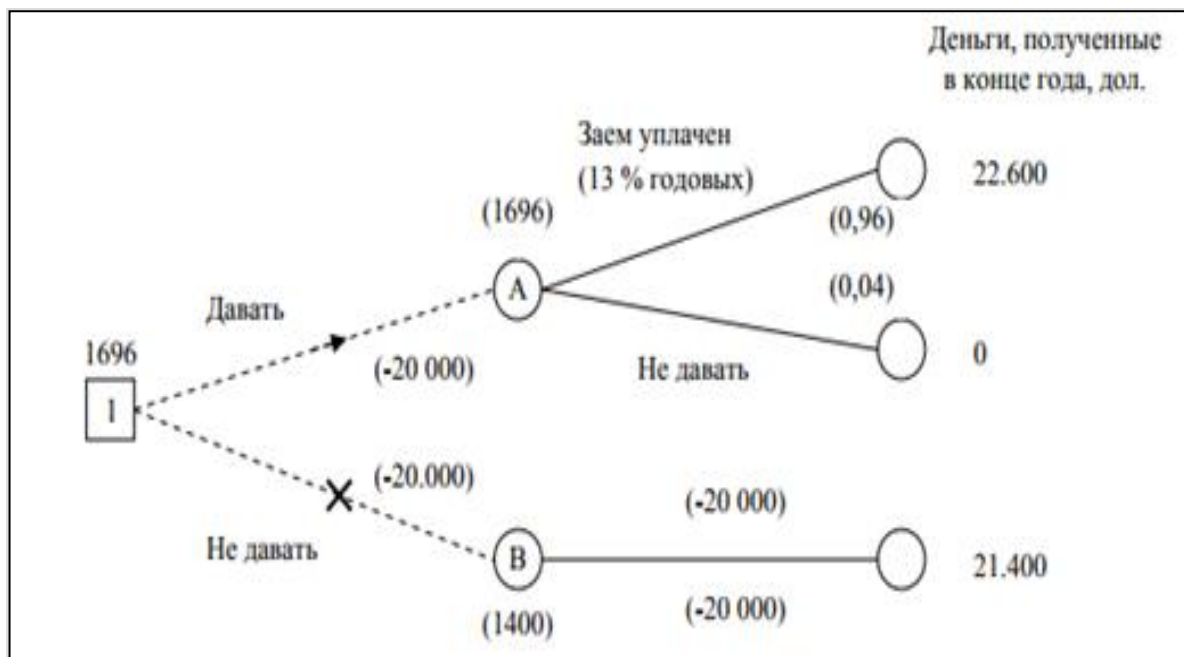 Деньги, полученные
в конце года, дол.
Заем уплачен
(13 % годовых)
22.600
(1696)
(0,96)
А
(0,04)
Давать
1696
(-20 000)
Не давать
0
1
(-20.000)
(-20 000)
Не давать
В
21.400
(1400)
(-20 000)